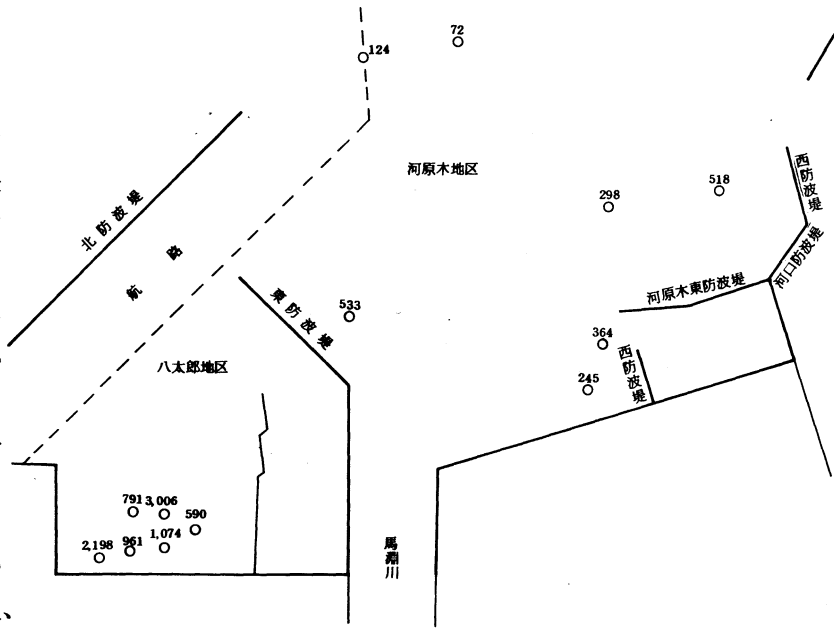 72
124
河原木地区
西防波堤
518
298
北防波堤
航路
河口防波堤
河原木東防波堤
東防波堤
533
364
西防波堤
八太郎地区
245
791
3,006
590
1,074
961
2,198
馬淵川